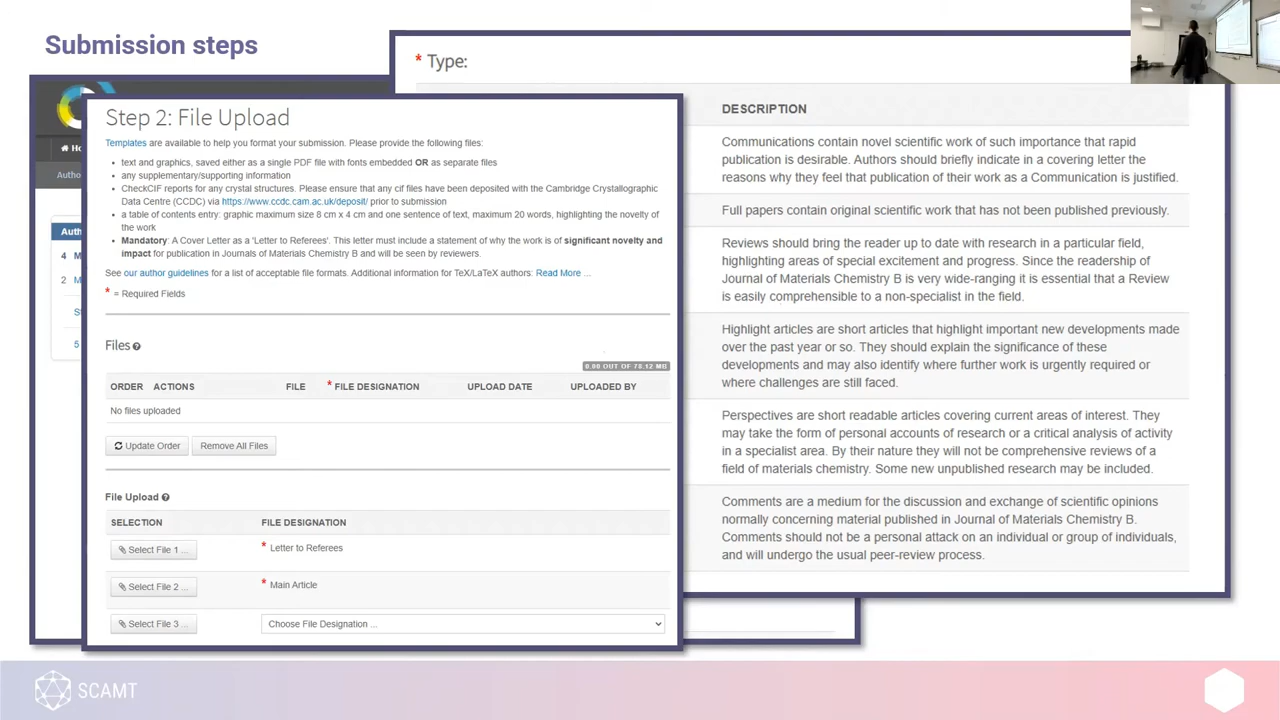 Submission steps
* Type:
DESCRIPTION
Communications contain novel scientific work of such importance that rapid
publication is desirable. Authors should briefly indicate in a covering letter the
reasons why they feel that publication of their work as a Communication is justified.
Full papers contain original scientific work that has not been published previously.
Reviews should bring the reader up to date with research in a particular field,
highlighting areas of special excitement and progress. Since the readership of
Journal of Materials Chemistry B is very wide-ranging it is essential that a Review
is easily comprehensible to a non-specialist in the field.
Highlight articles are short articles that highlight important new developments made
over the past year or so. They should explain the significance of these
developments and may also identify where further work is urgently required or
where challenges are still faced.
Perspectives are short readable articles covering current areas of interest. They
may take the form of personal accounts of research or a critical analysis of activity
in a specialist area. By their nature they will not be comprehensive reviews of a
field of materials chemistry. Some new unpublished research may be included.
Comments are a medium for the discussion and exchange of scientific opinions
normally concerning material published in Journal of Materials Chemistry B.
Comments should not be a personal attack on an individual or group of individuals,
and will undergo the usual peer-review process.
Ho
Autho
Auth
4 M
2 M
St
5
Step 2: File Upload
Templates are available to help you format your submission. Please provide the following files:
• text and graphics, saved either as a single PDF file with fonts embedded OR as separate files
• any supplementary/supporting information
• CheckCIF reports for any crystal structures. Please ensure that any cif files have been deposited with the Cambridge Crystallographic
Data Centre (CCDC) via https://www.ccdc.cam.ac.uk/deposit/ prior to submission
• a table of contents entry: graphic maximum size 8 cm x 4 cm and one sentence of text, maximum 20 words, highlighting the novelty of
the work
• Mandatory: A Cover Letter as a 'Letter to Referees'. This letter must include a statement of why the work is of significant novelty and
impact for publication in Journals of Materials Chemistry B and will be seen by reviewers.
See our author guidelines for a list of acceptable file formats. Additional information for TeX/LaTeX authors: Read More ...
* = Required Fields
Files
0.00 OUT OF 78.12 MB
ORDER ACTIONS FILE * FILE DESIGNATION UPLOAD DATE UPLOADED BY
No files uploaded
Update Order Remove All Files
File Upload
SELECTION FILE DESIGNATION
Select File 1 ... * Letter to Referees
Select File 2 ... * Main Article
Select File 3 ... Choose File Designation ...
SCAMT